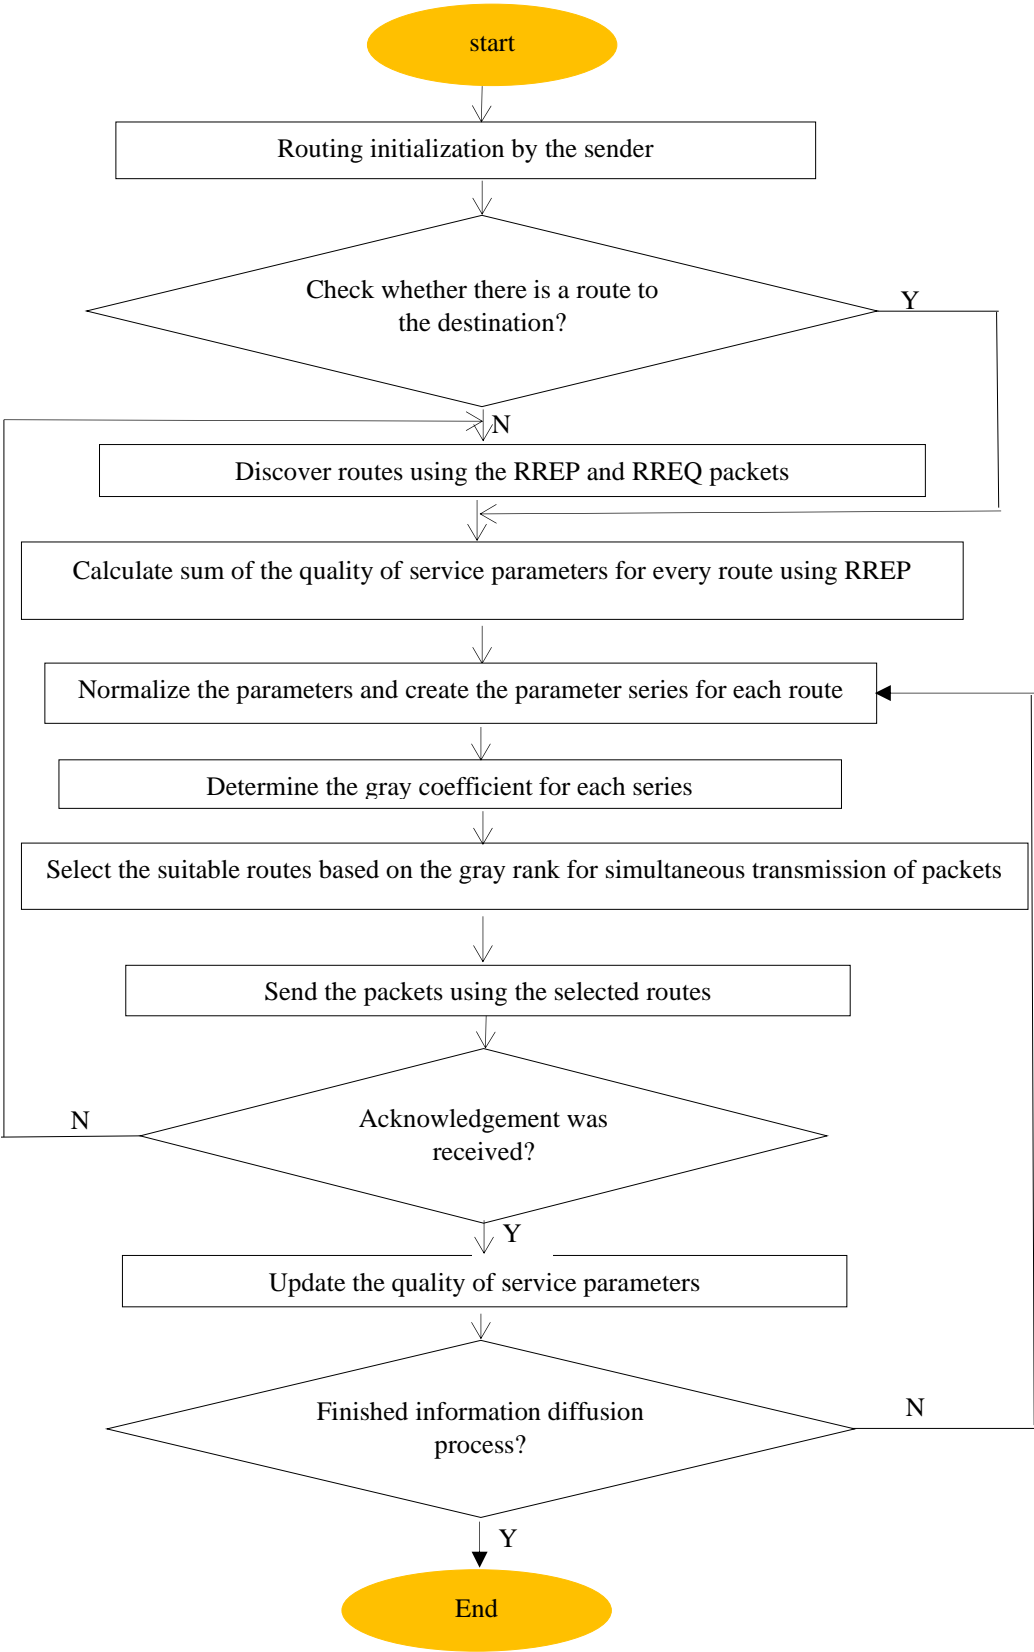 start
Routing initialization by the sender
Check whether there is a route to
the destination?
Y
N
Discover routes using the RREP and RREQ packets
Calculate sum of the quality of service parameters for every route using RREP
Normalize the parameters and create the parameter series for each route
Determine the gray coefficient for each series
Select the suitable routes based on the gray rank for simultaneous transmission of packets
Send the packets using the selected routes
Acknowledgement was
received?
N
Y
Update the quality of service parameters
Finished information diffusion
process?
N
Y
End